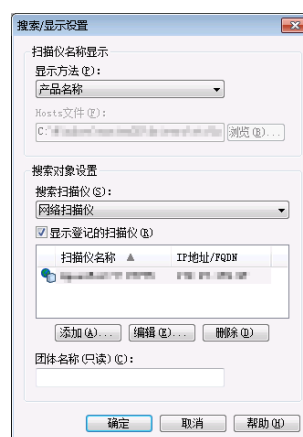 搜索/显示设置
扫描仪名称显示
显示方法(P):
产品名称
Hosts文件(F):
C:
浏览(B)...
搜索对象设置
搜索扫描仪(S):
网络扫描仪
显示登记的扫描仪(R)
扫描仪名称 ▲ IP地址/FQDN
添加(A)... 编辑(E)... 删除(D)
团体名称(只读)(C):
确定 取消 帮助(H)